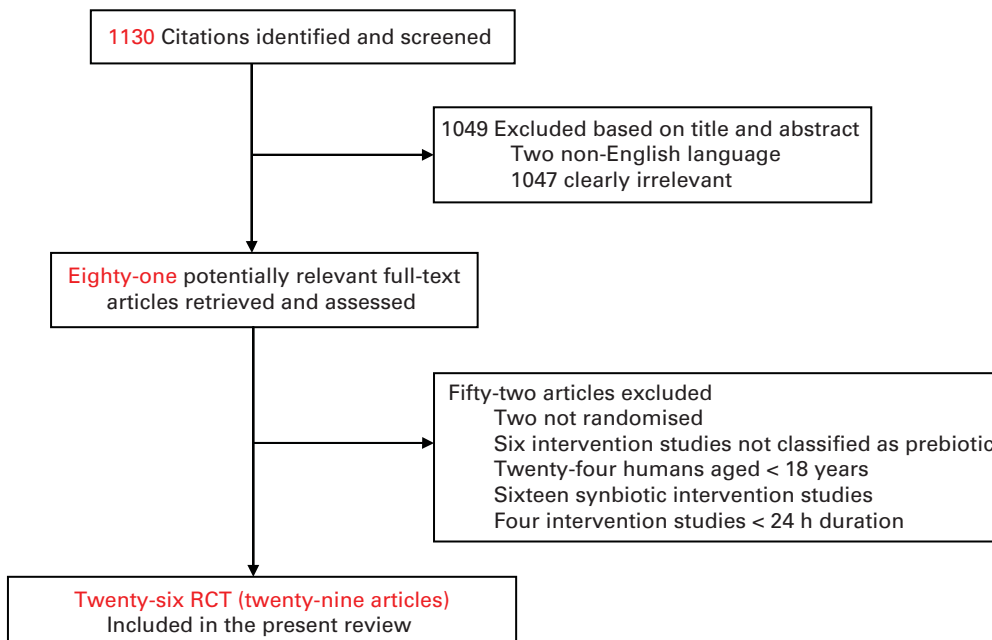 1130 Citations identified and screened
1049 Excluded based on title and abstract
Two non-English language
1047 clearly irrelevant
Eighty-one potentially relevant full-text
articles retrieved and assessed
Fifty-two articles excluded
Two not randomised
Six intervention studies not classified as prebiotic
Twenty-four humans aged < 18 years
Sixteen synbiotic intervention studies
Four intervention studies < 24 h duration
Twenty-six RCT (twenty-nine articles)
Included in the present review